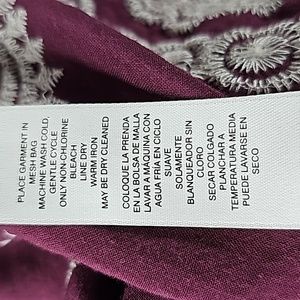 PLACE GARMENT IN
MESH BAG
MACHINE WASH COLD,
GENTLE CYCLE
ONLY NON-CHLORINE
BLEACH
LINE DRY
WARM IRON
MAY BE DRY CLEANED
COLOQUE LA PRENDA
EN LA BOLSA DE MALLA
LAVAR A MÁQUINA CON
AGUA FRÍA EN CICLO
SUAVE
SOLAMENTE
BLANQUEADOR SIN
CLORO
SECAR COLGADO
PLANCHAR A
TEMPERATURA MEDIA
PUEDE LAVARSE EN
SECO